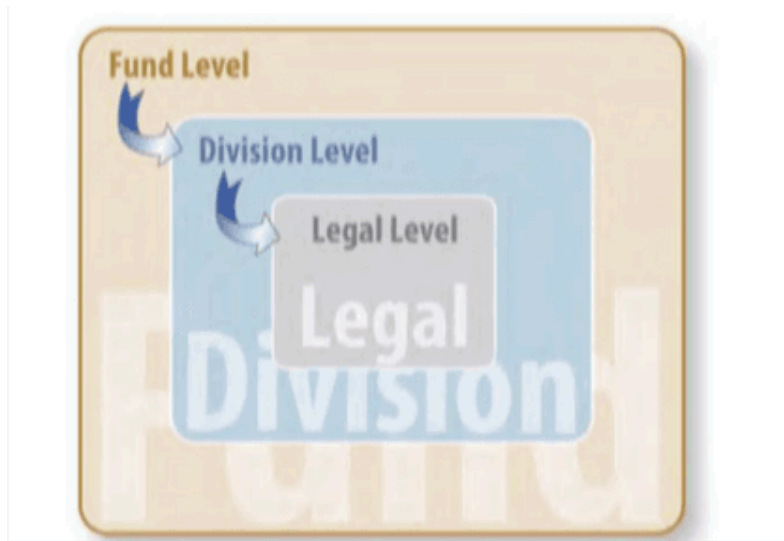 Fund Level
Division Level
Legal Level
Legal
Division
Fund